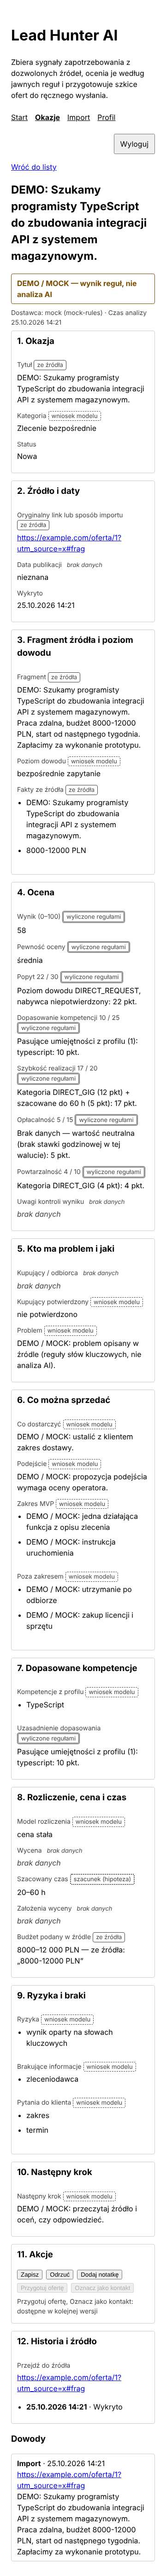 Lead Hunter AI
Zbiera sygnały zapotrzebowania z
dozwolonych źródeł, ocenia je według
jawnych reguł i przygotowuje szkice
ofert do ręcznego wysłania.
Start Okazje Import Profil
Wyloguj
Wróć do listy
DEMO: Szukamy
programisty TypeScript
do zbudowania integracji
API z systemem
magazynowym.
DEMO / MOCK — wynik reguł, nie
analiza AI
Dostawca: mock (mock-rules) · Czas analizy
25.10.2026 14:21
1. Okazja
Tytuł ze źródła
DEMO: Szukamy programisty
TypeScript do zbudowania integracji
API z systemem magazynowym.
Kategoria wniosek modelu
Zlecenie bezpośrednie
Status
Nowa
2. Źródło i daty
Oryginalny link lub sposób importu
ze źródła
https://example.com/oferta/1?
utm_source=x#frag
Data publikacji brak danych
nieznana
Wykryto
25.10.2026 14:21
3. Fragment źródła i poziom
dowodu
Fragment ze źródła
DEMO: Szukamy programisty
TypeScript do zbudowania integracji
API z systemem magazynowym.
Praca zdalna, budżet 8000-12000
PLN, start od następnego tygodnia.
Zapłacimy za wykonanie prototypu.
Poziom dowodu wniosek modelu
bezpośrednie zapytanie
Fakty ze źródła ze źródła
DEMO: Szukamy programisty
TypeScript do zbudowania
integracji API z systemem
magazynowym.
8000-12000 PLN
4. Ocena
Wynik (0–100) wyliczone regułami
58
Pewność oceny wyliczone regułami
średnia
Popyt 22 / 30 wyliczone regułami
Poziom dowodu DIRECT_REQUEST,
nabywca niepotwierdzony: 22 pkt.
Dopasowanie kompetencji 10 / 25
wyliczone regułami
Pasujące umiejętności z profilu (1):
typescript: 10 pkt.
Szybkość realizacji 17 / 20
wyliczone regułami
Kategoria DIRECT_GIG (12 pkt) +
szacowane do 60 h (5 pkt): 17 pkt.
Opłacalność 5 / 15 wyliczone regułami
Brak danych — wartość neutralna
(brak stawki godzinowej w tej
walucie): 5 pkt.
Powtarzalność 4 / 10 wyliczone regułami
Kategoria DIRECT_GIG (4 pkt): 4 pkt.
Uwagi kontroli wyniku brak danych
brak danych
5. Kto ma problem i jaki
Kupujący / odbiorca brak danych
brak danych
Kupujący potwierdzony wniosek modelu
nie potwierdzono
Problem wniosek modelu
DEMO / MOCK: problem opisany w
źródle (reguły słów kluczowych, nie
analiza AI).
6. Co można sprzedać
Co dostarczyć wniosek modelu
DEMO / MOCK: ustalić z klientem
zakres dostawy.
Podejście wniosek modelu
DEMO / MOCK: propozycja podejścia
wymaga oceny operatora.
Zakres MVP wniosek modelu
DEMO / MOCK: jedna działająca
funkcja z opisu zlecenia
DEMO / MOCK: instrukcja
uruchomienia
Poza zakresem wniosek modelu
DEMO / MOCK: utrzymanie po
odbiorze
DEMO / MOCK: zakup licencji i
sprzętu
7. Dopasowane kompetencje
Kompetencje z profilu wniosek modelu
TypeScript
Uzasadnienie dopasowania
wyliczone regułami
Pasujące umiejętności z profilu (1):
typescript: 10 pkt.
8. Rozliczenie, cena i czas
Model rozliczenia wniosek modelu
cena stała
Wycena brak danych
brak danych
Szacowany czas szacunek (hipoteza)
20–60 h
Założenia wyceny brak danych
brak danych
Budżet podany w źródle ze źródła
8000–12 000 PLN — ze źródła:
„8000-12000 PLN”
9. Ryzyka i braki
Ryzyka wniosek modelu
wynik oparty na słowach
kluczowych
Brakujące informacje wniosek modelu
zleceniodawca
Pytania do klienta wniosek modelu
zakres
termin
10. Następny krok
Następny krok wniosek modelu
DEMO / MOCK: przeczytaj źródło i
oceń, czy odpowiedzieć.
11. Akcje
Zapisz Odrzuć Dodaj notatkę
Przygotuj ofertę Oznacz jako kontakt
Przygotuj ofertę, Oznacz jako kontakt:
dostępne w kolejnej wersji
12. Historia i źródło
Przejdź do źródła
https://example.com/oferta/1?
utm_source=x#frag
25.10.2026 14:21 · Wykryto
Dowody
Import · 25.10.2026 14:21
https://example.com/oferta/1?
utm_source=x#frag
DEMO: Szukamy programisty
TypeScript do zbudowania integracji
API z systemem magazynowym.
Praca zdalna, budżet 8000-12000
PLN, start od następnego tygodnia.
Zapłacimy za wykonanie prototypu.